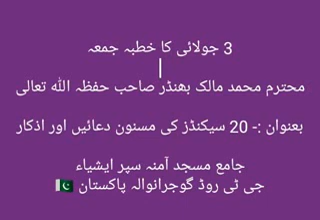 3 جولائی کا خطبہ جمعہ
محترم محمد مالک بھنڈر صاحب حفظہ اللہ تعالی
بعنوان :- 20 سیکنڈز کی مسنون دعائیں اور اذکار
جامع مسجد آمنہ سپر ایشیاء
جی ٹی روڈ گوجرانوالہ پاکستان 🇵🇰